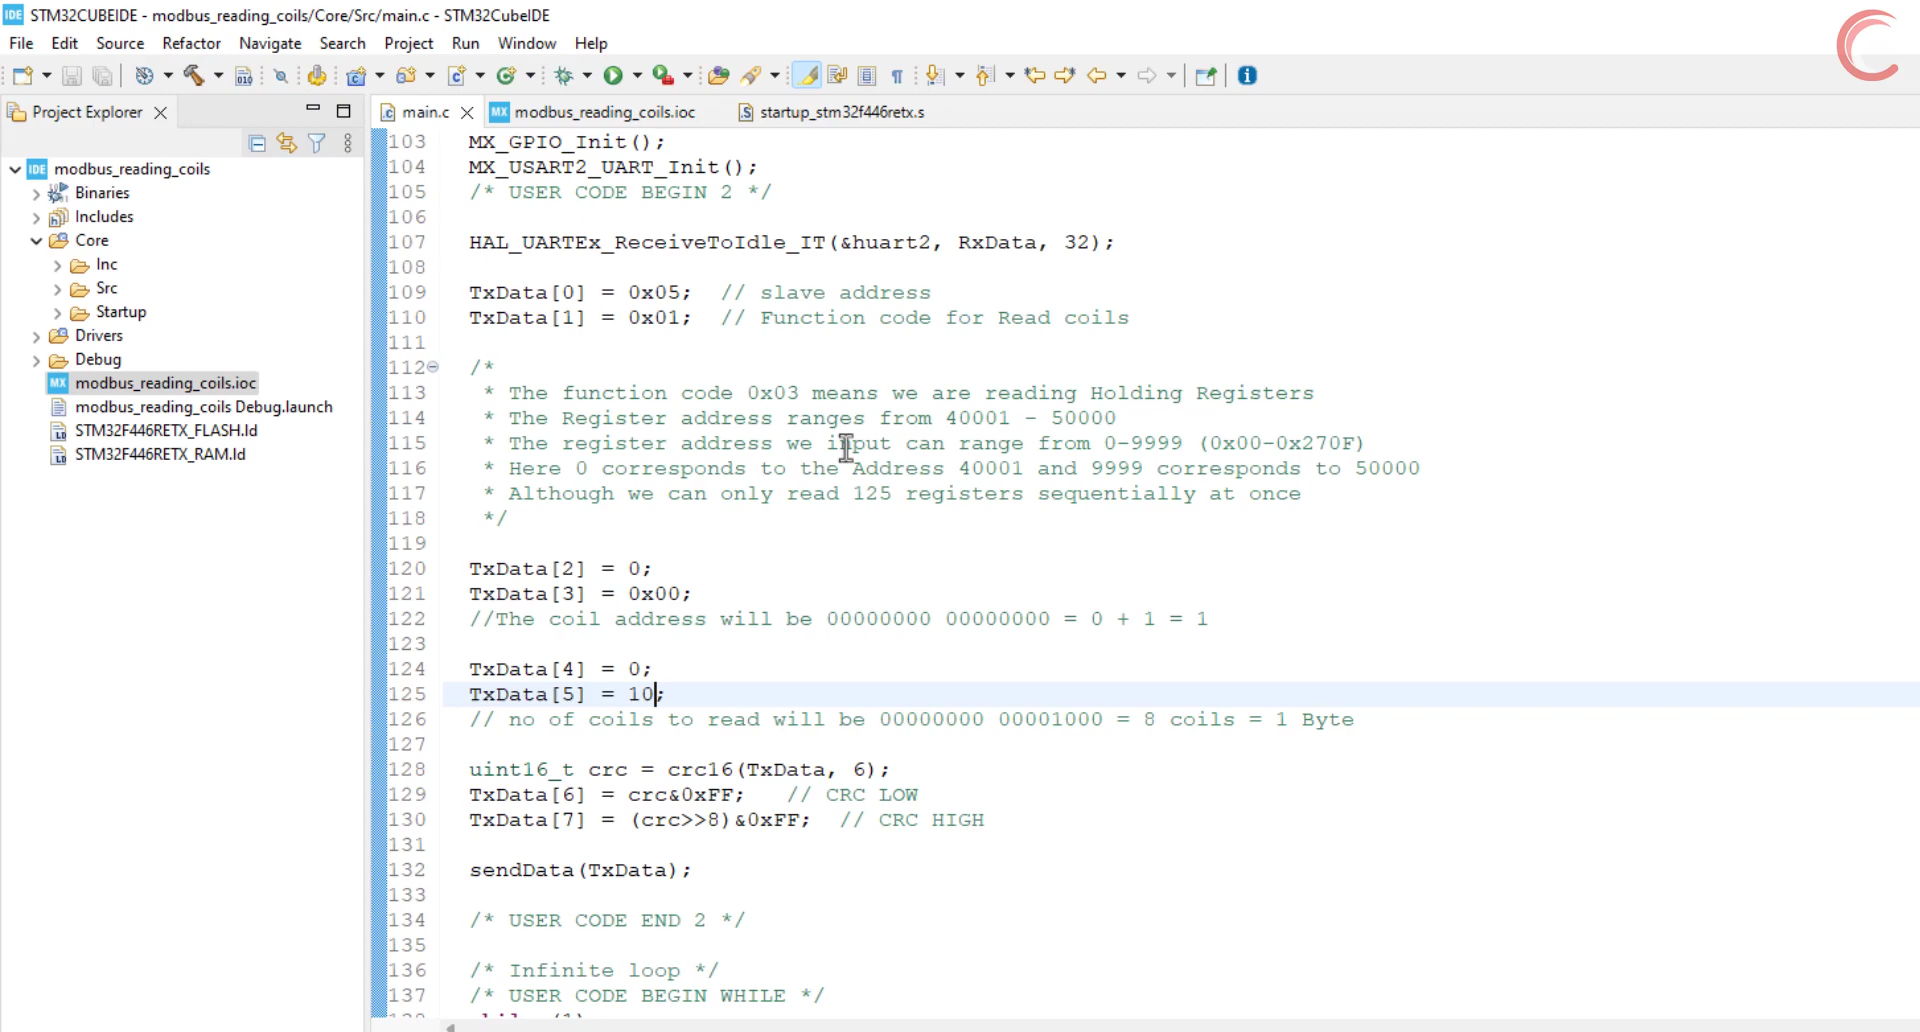 STM32CUBEIDE - modbus_reading_coils/Core/Src/main.c - STM32CubeIDE
File Edit Source Refactor Navigate Search Project Run Window Help
Project Explorer
main.c
modbus_reading_coils.ioc
startup_stm32f446retx.s
modbus_reading_coils
Binaries
Includes
Core
Inc
Src
Startup
Drivers
Debug
modbus_reading_coils.ioc
modbus_reading_coils Debug.launch
STM32F446RETX_FLASH.ld
STM32F446RETX_RAM.ld
103 MX_GPIO_Init();
104 MX_USART2_UART_Init();
105 /* USER CODE BEGIN 2 */
106
107 HAL_UARTEx_ReceiveToIdle_IT(&huart2, RxData, 32);
108
109 TxData[0] = 0x05; // slave address
110 TxData[1] = 0x01; // Function code for Read coils
111
112 /*
113 * The function code 0x03 means we are reading Holding Registers
114 * The Register address ranges from 40001 - 50000
115 * The register address we input can range from 0-9999 (0x00-0x270F)
116 * Here 0 corresponds to the Address 40001 and 9999 corresponds to 50000
117 * Although we can only read 125 registers sequentially at once
118 */
119
120 TxData[2] = 0;
121 TxData[3] = 0x00;
122 //The coil address will be 00000000 00000000 = 0 + 1 = 1
123
124 TxData[4] = 0;
125 TxData[5] = 10;
126 // no of coils to read will be 00000000 00001000 = 8 coils = 1 Byte
127
128 uint16_t crc = crc16(TxData, 6);
129 TxData[6] = crc&0xFF; // CRC LOW
130 TxData[7] = (crc>>8)&0xFF; // CRC HIGH
131
132 sendData(TxData);
133
134 /* USER CODE END 2 */
135
136 /* Infinite loop */
137 /* USER CODE BEGIN WHILE */